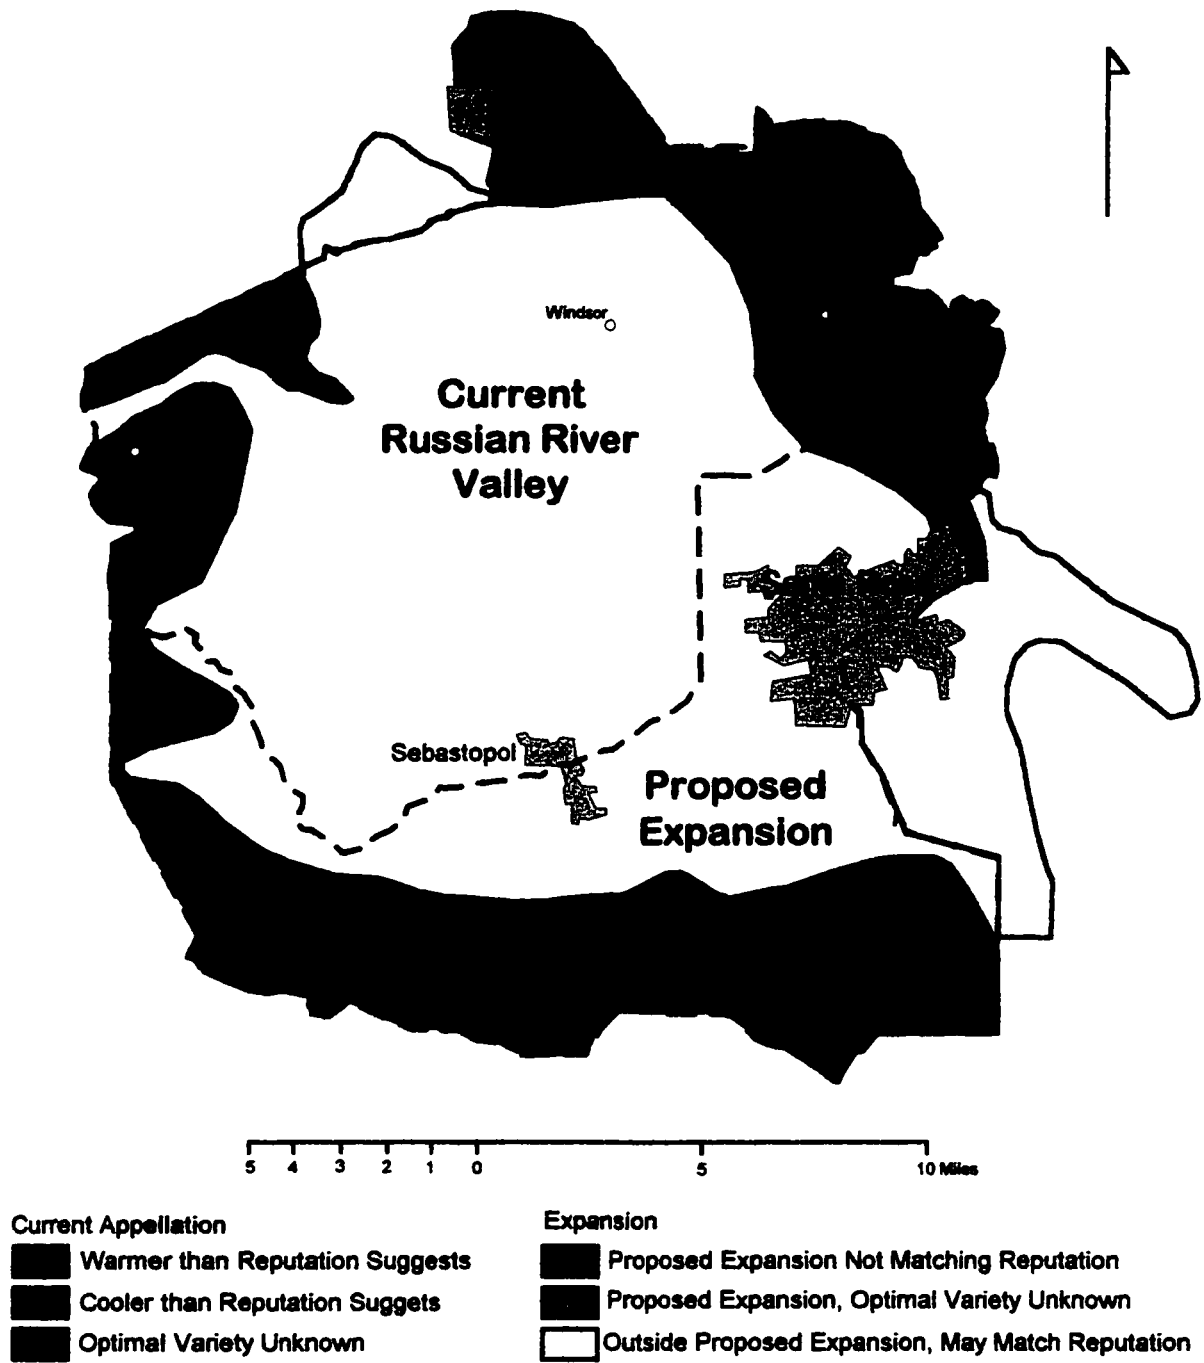 Windsor
Current
Russian River
Valley
Sebastopol
Proposed
Expansion
5 4 3 2 1 0 5 10 Miles
Current Appellation
Warmer than Reputation Suggests
Cooler than Reputation Suggets
Optimal Variety Unknown
Expansion
Proposed Expansion Not Matching Reputation
Proposed Expansion, Optimal Variety Unknown
Outside Proposed Expansion, May Match Reputation